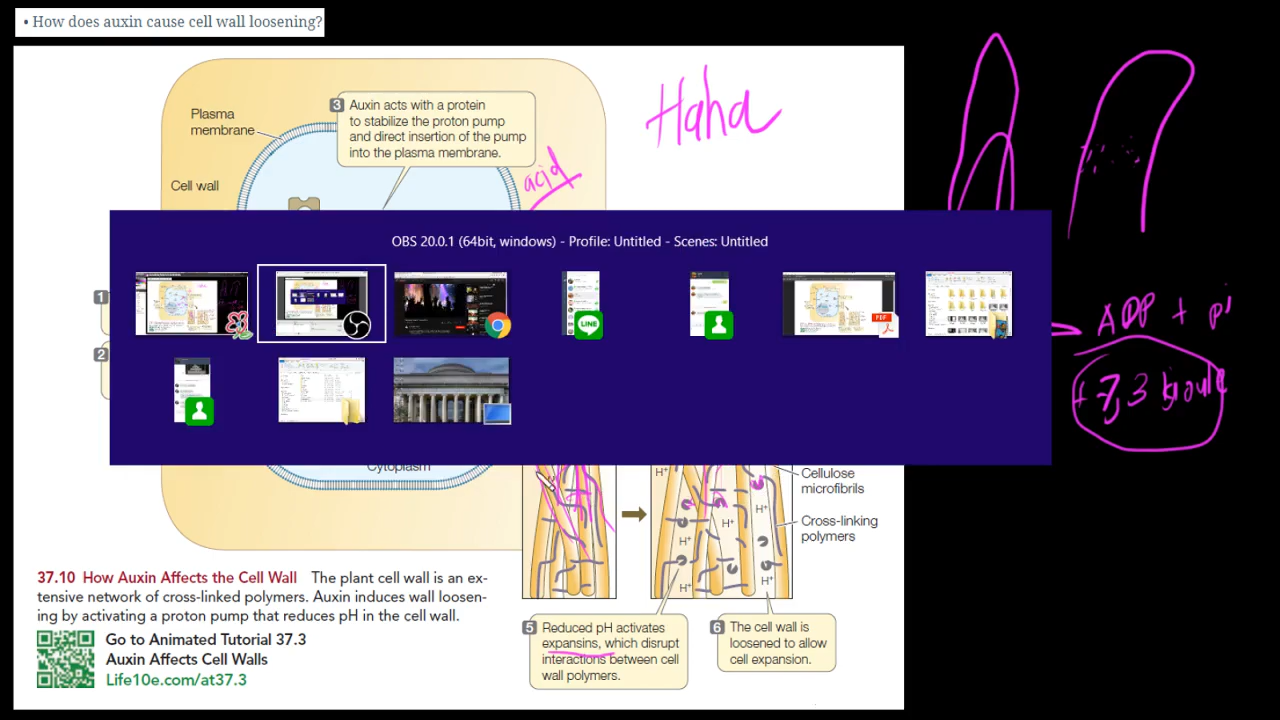 • How does auxin cause cell wall loosening?
Plasma
membrane
3 Auxin acts with a protein
to stabilize the proton pump
and direct insertion of the pump
into the plasma membrane.
Haha
acid
Cell wall
OBS 20.0.1 (64bit, windows) - Profile: Untitled - Scenes: Untitled
1
LINE
PDF
ADP + pi
2
+ 7,3
Cytoplasm
H+
H+
Cellulose
microfibrils
H+
H+
H+
Cross-linking
polymers
H+
H+
H+
37.10 How Auxin Affects the Cell Wall The plant cell wall is an ex-
tensive network of cross-linked polymers. Auxin induces wall loosen-
ing by activating a proton pump that reduces pH in the cell wall.
Go to Animated Tutorial 37.3
Auxin Affects Cell Walls
Life10e.com/at37.3
5 Reduced pH activates
expansins, which disrupt
interactions between cell
wall polymers.
6 The cell wall is
loosened to allow
cell expansion.